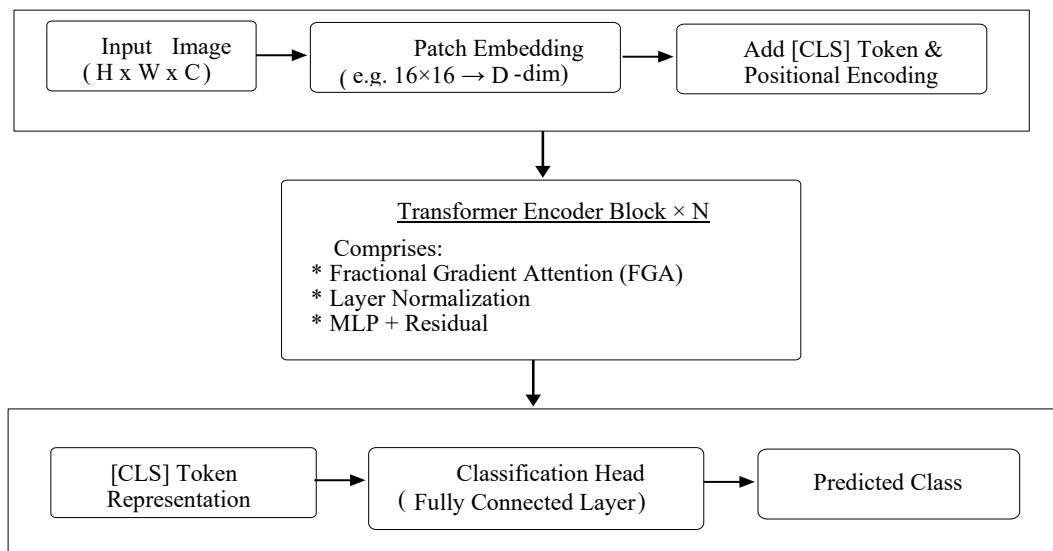 Input Image
( H x W x C )
Patch Embedding
( e.g. 16×16 → D -dim)
Add [CLS] Token &
Positional Encoding
Transformer Encoder Block × N
Comprises:
* Fractional Gradient Attention (FGA)
* Layer Normalization
* MLP + Residual
[CLS] Token
Representation
Classification Head
( Fully Connected Layer)
Predicted Class